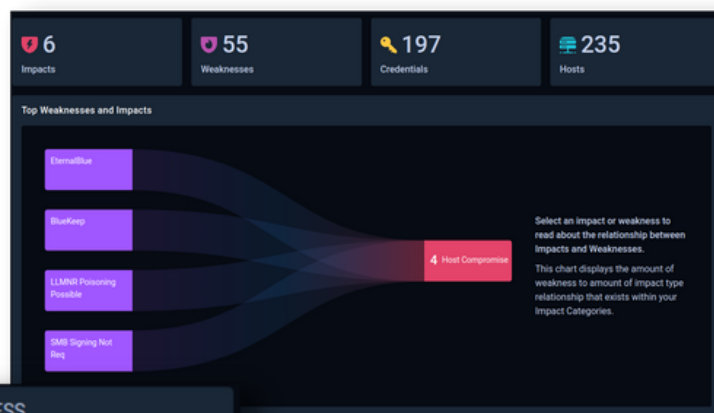 6
Impacts
55
Weaknesses
197
Credentials
235
Hosts
Top Weaknesses and Impacts
EternalBlue
BlueKeep
LLMNR Poisoning
Possible
SMB Signing Not
Req
4 Host Compromise
Select an impact or weakness to
read about the relationship between
Impacts and Weaknesses.
This chart displays the amount of
weakness to amount of impact type
relationship that exists within your
Impact Categories.